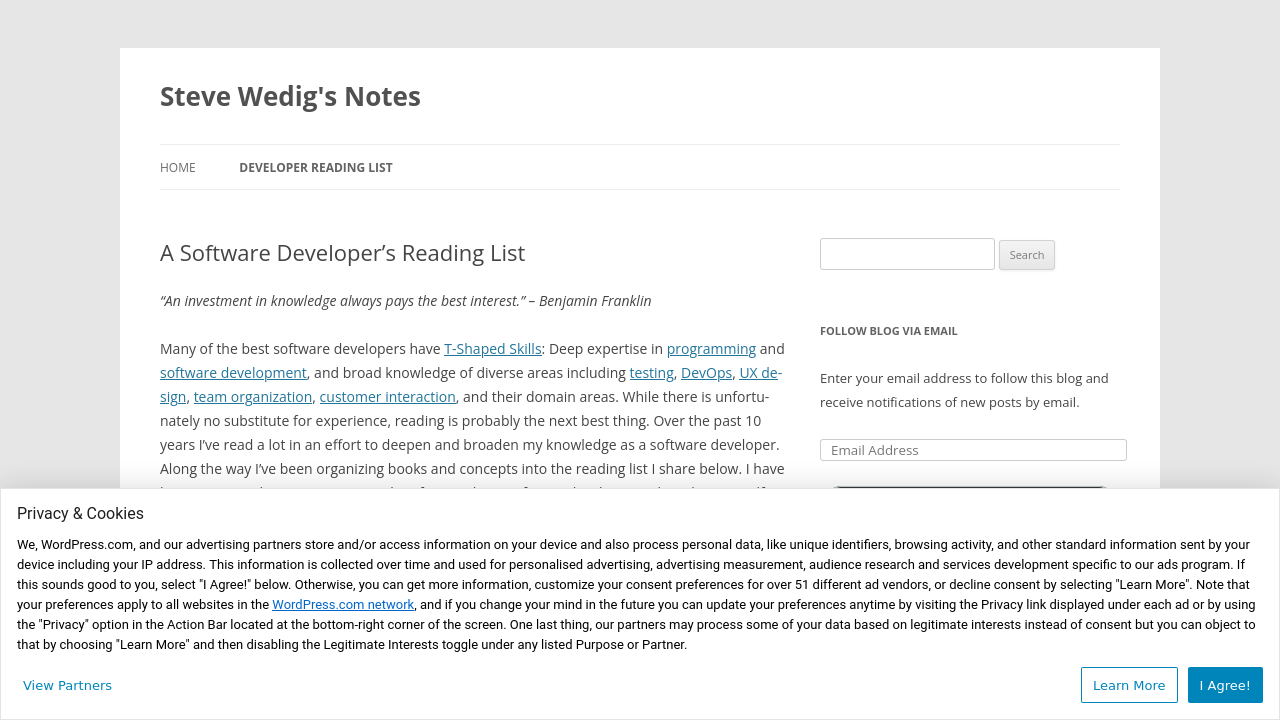 Steve Wedig's Notes
HOME
DEVELOPER READING LIST
A Software Developer’s Reading List
“An investment in knowledge always pays the best interest.” – Benjamin Franklin
Many of the best software developers have T-Shaped Skills: Deep expertise in programming and
software development, and broad knowledge of diverse areas including testing, DevOps, UX de-
sign, team organization, customer interaction, and their domain areas. While there is unfortu-
nately no substitute for experience, reading is probably the next best thing. Over the past 10
years I’ve read a lot in an effort to deepen and broaden my knowledge as a software developer.
Along the way I’ve been organizing books and concepts into the reading list I share below. I have
Search
FOLLOW BLOG VIA EMAIL
Enter your email address to follow this blog and
receive notifications of new posts by email.
Email Address
Privacy & Cookies
We, WordPress.com, and our advertising partners store and/or access information on your device and also process personal data, like unique identifiers, browsing activity, and other standard information sent by your
device including your IP address. This information is collected over time and used for personalised advertising, advertising measurement, audience research and services development specific to our ads program. If
this sounds good to you, select "I Agree!" below. Otherwise, you can get more information, customize your consent preferences for over 51 different ad vendors, or decline consent by selecting "Learn More". Note that
your preferences apply to all websites in the WordPress.com network, and if you change your mind in the future you can update your preferences anytime by visiting the Privacy link displayed under each ad or by using
the "Privacy" option in the Action Bar located at the bottom-right corner of the screen. One last thing, our partners may process some of your data based on legitimate interests instead of consent but you can object to
that by choosing "Learn More" and then disabling the Legitimate Interests toggle under any listed Purpose or Partner.
View Partners
Learn More
I Agree!